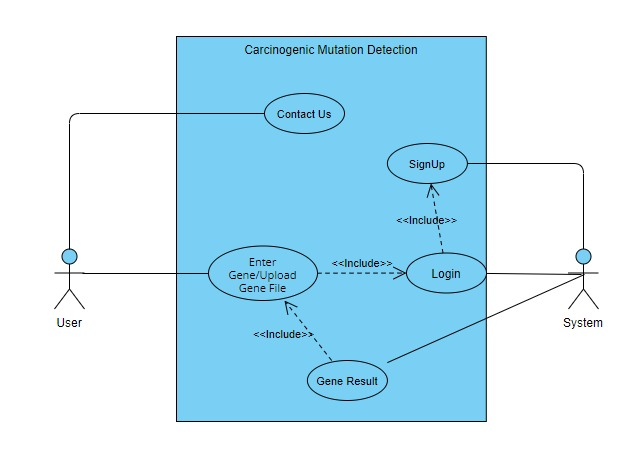 Carcinogenic Mutation Detection
Contact Us
SignUp
<<Include>>
Enter
Gene/Upload
Gene File
<<Include>>
Login
User
System
<<Include>>
Gene Result